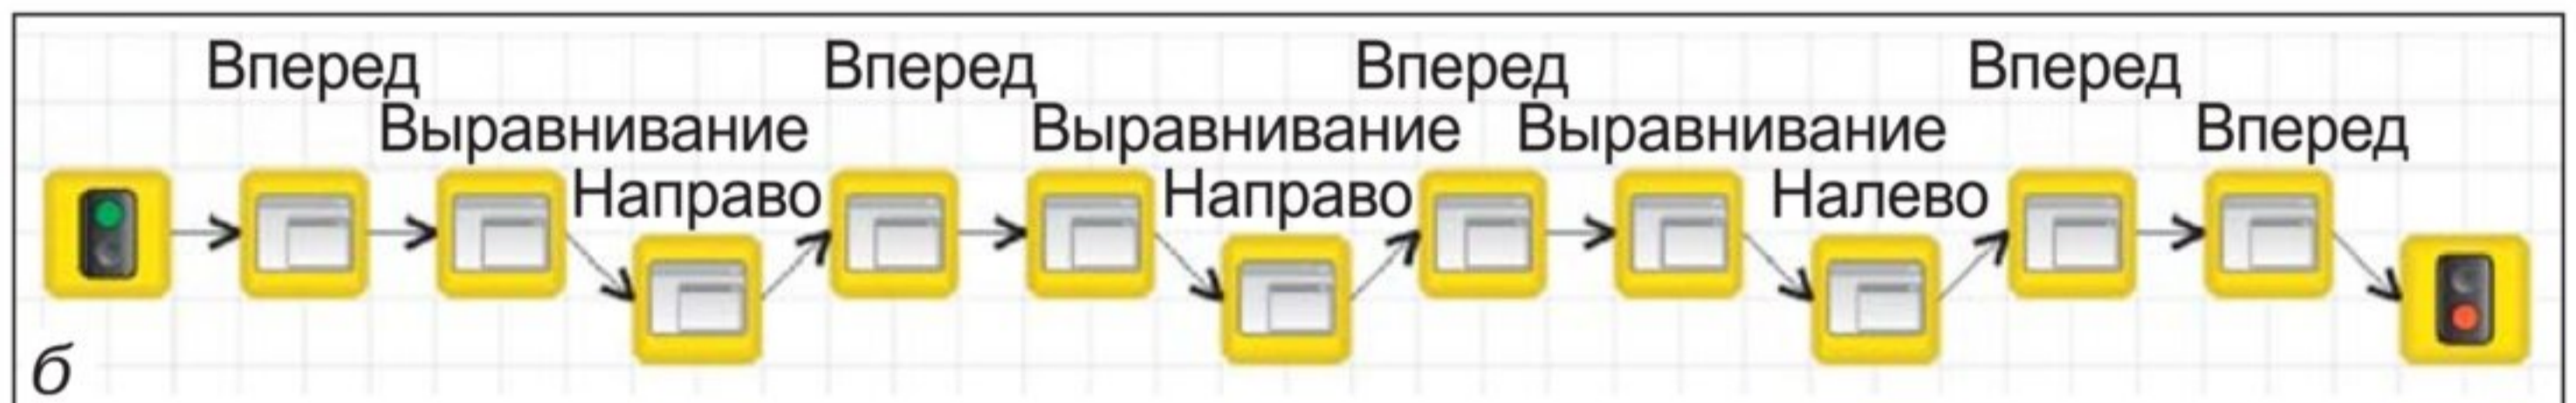 Вперед
Выравнивание
Направо
Вперед
Выравнивание
Направо
Вперед
Выравнивание
Налево
Вперед
Вперед
б